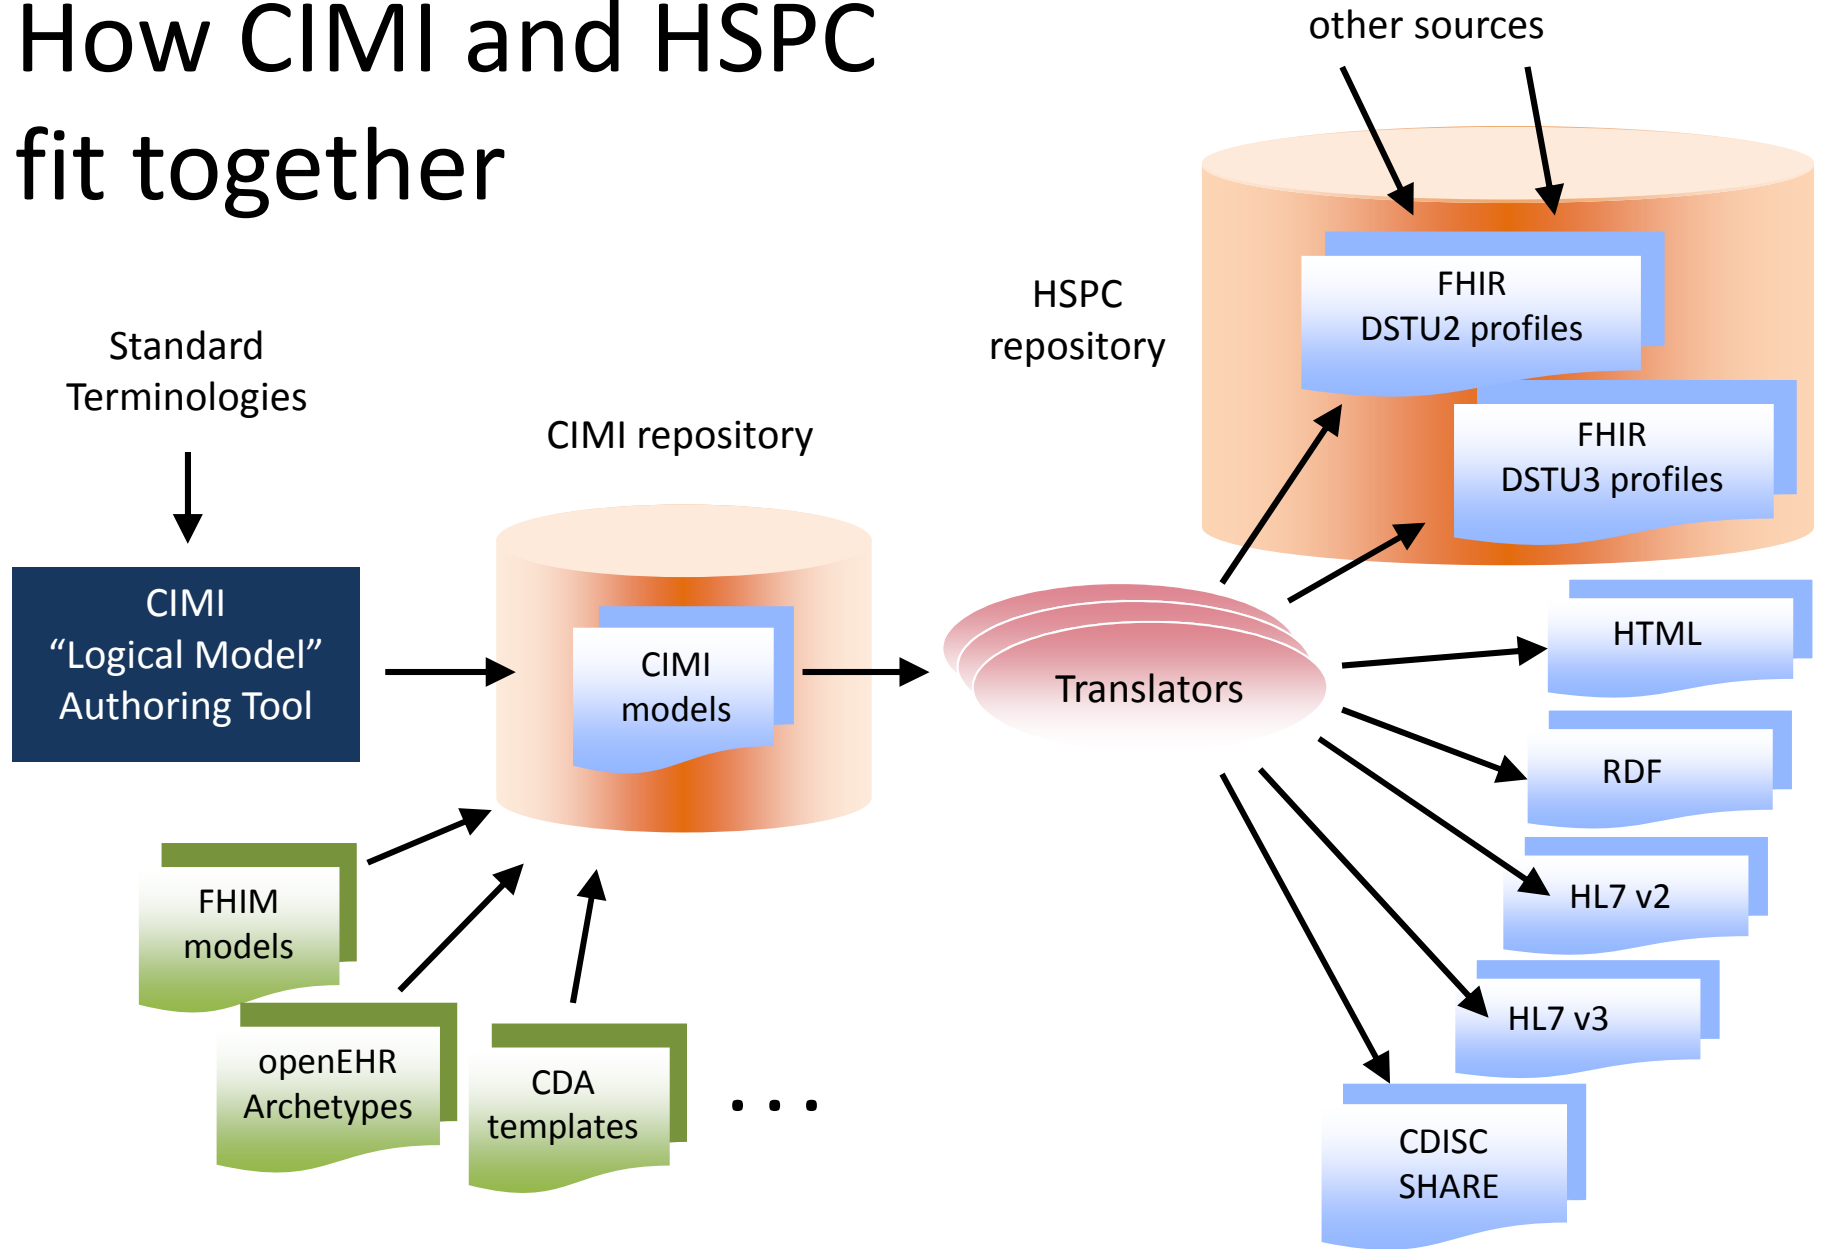 How CIMI and HSPC
fit together
other sources
HSPC
repository
FHIR
DSTU2 profiles
FHIR
DSTU3 profiles
Standard
Terminologies
CIMI repository
CIMI
“Logical Model”
Authoring Tool
CIMI
models
Translators
HTML
RDF
HL7 v2
HL7 v3
CDISC
SHARE
FHIM
models
openEHR
Archetypes
CDA
templates
. . .